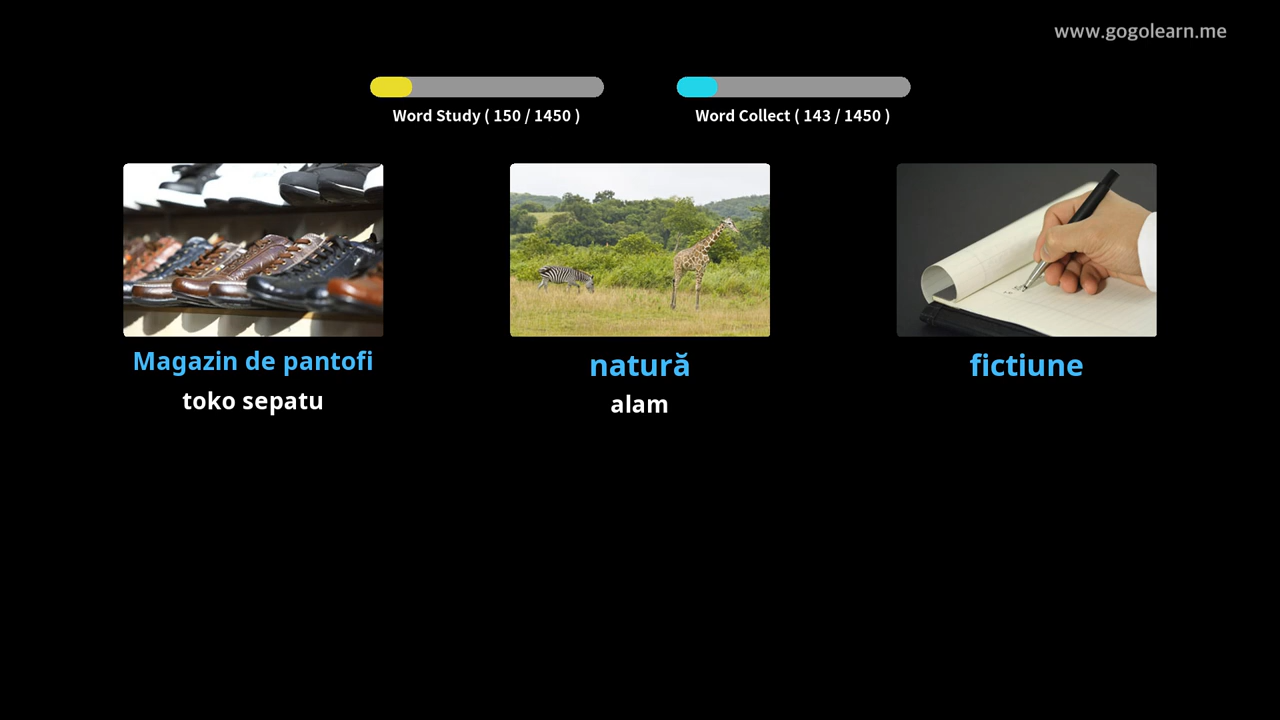 www.gogolearn.me
Word Study ( 150 / 1450 )
Word Collect ( 143 / 1450 )
Magazin de pantofi
natură
fictiune
toko sepatu
alam